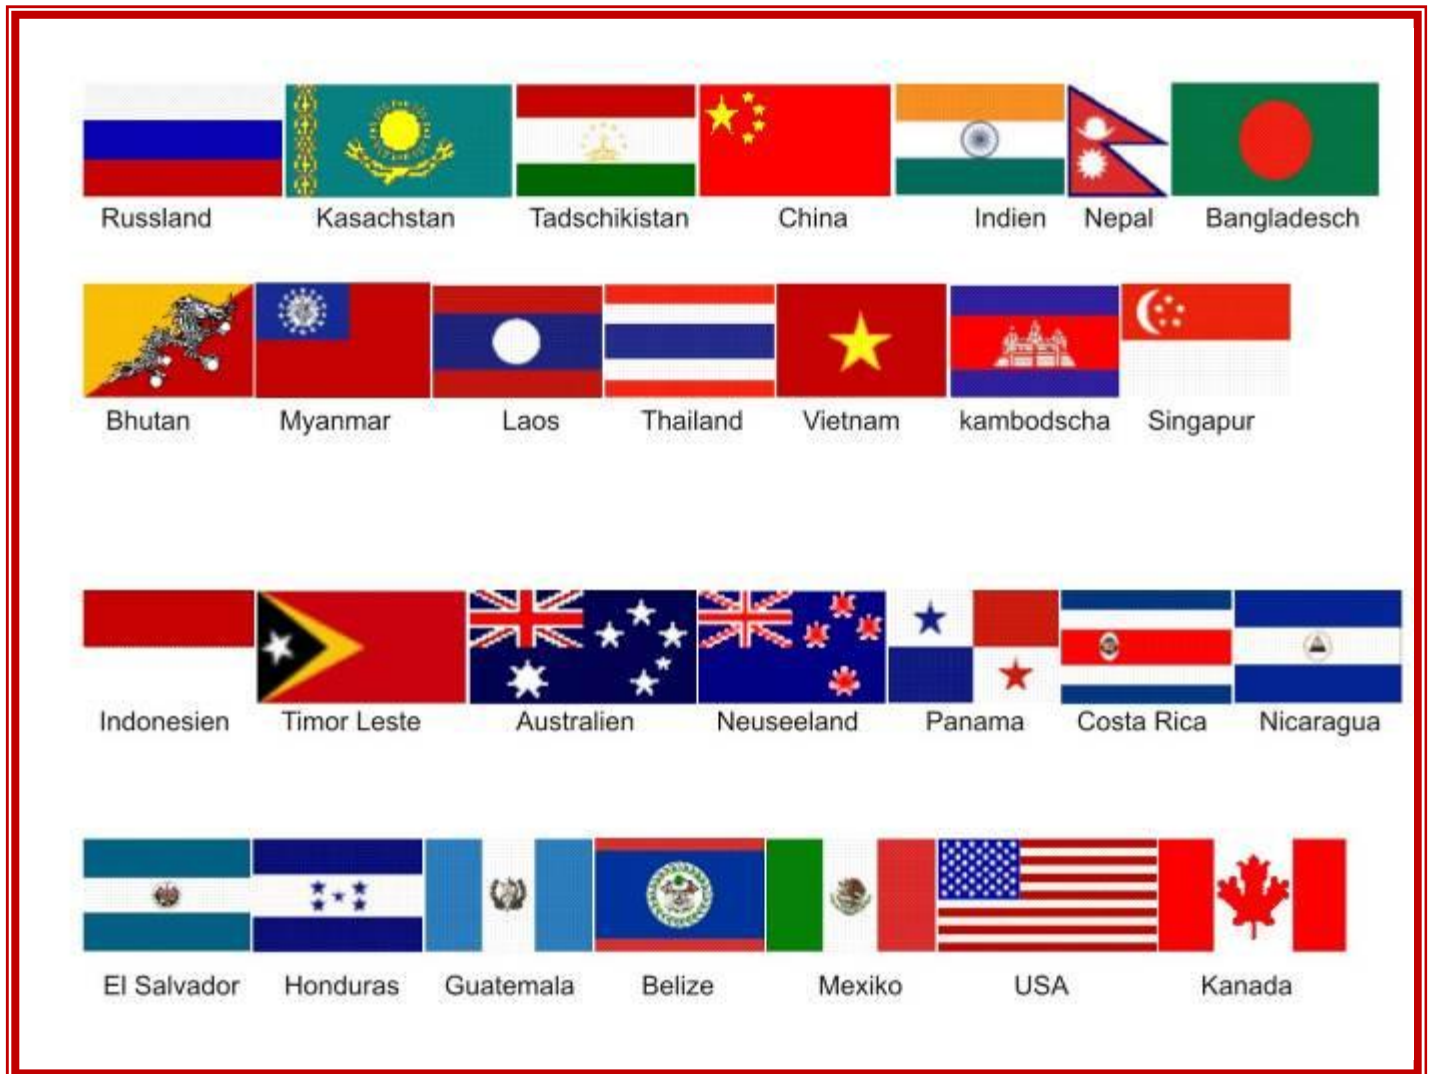 Russland Kasachstan Tadschikistan China Indien Nepal Bangladesch
Bhutan Myanmar Laos Thailand Vietnam kambodscha Singapur
Indonesien Timor Leste Australien Neuseeland Panama Costa Rica Nicaragua
El Salvador Honduras Guatemala Belize Mexiko USA Kanada